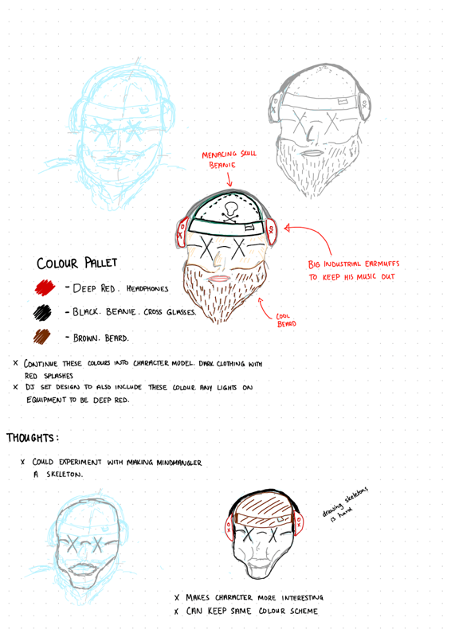 MENACING SKULL
BEANIE
BIG INDUSTRIAL EARMUFFS
TO KEEP HIS MUSIC OUT
COLOUR PALLET
- DEEP RED. HEADPHONES
- BLACK. BEANIE. CROSS GLASSES.
- BROWN. BEARD.
COOL
BEARD
X CONTINUE THESE COLOURS INTO CHARACTER MODEL. DARK CLOTHING WITH
RED SPLASHES
X DJ SET DESIGN TO ALSO INCLUDE THESE COLOUR ANY LIGHTS ON
EQUIPMENT TO BE DEEP RED.
THOUGHTS:
X COULD EXPERIMENT WITH MAKING MINDMANGLER
A SKELETON.
drawing skeletons
is hard
X MAKES CHARACTER MORE INTERESTING
X CAN KEEP SAME COLOUR SCHEME